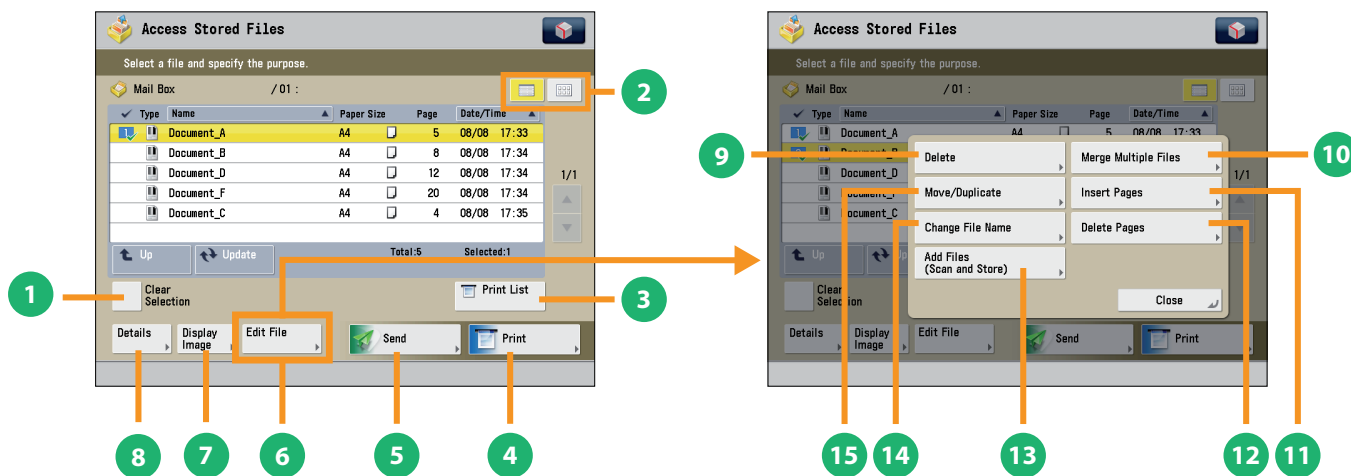 Access Stored Files
Select a file and specify the purpose.
Mail Box /01 :
2
Type Name Paper Size Page Date/Time
1 Document_A A4 5 08/08 17:33
Document_B A4 8 08/08 17:34
Document_D A4 12 08/08 17:34
Document_F A4 20 08/08 17:34
Document_C A4 4 08/08 17:35
1/1
Up Update Total:5 Selected:1
1
Clear
Selection
Print List
3
Details
Display
Image
Edit File
Send
Print
8
7
6
5
4
Access Stored Files
Select a file and specify the purpose.
Mail Box /01 :
Type Name Paper Size Page Date/Time
Document_A A4 5 08/08 17:33
1/1
9
Delete
Merge Multiple Files
10
Document_D
Move/Duplicate
Insert Pages
Document_C
Change File Name
Delete Pages
Up
Add Files
(Scan and Store)
Clear
Selection
Close
Details
Display
Image
Edit File
Send
Print
15
14
13
12
11